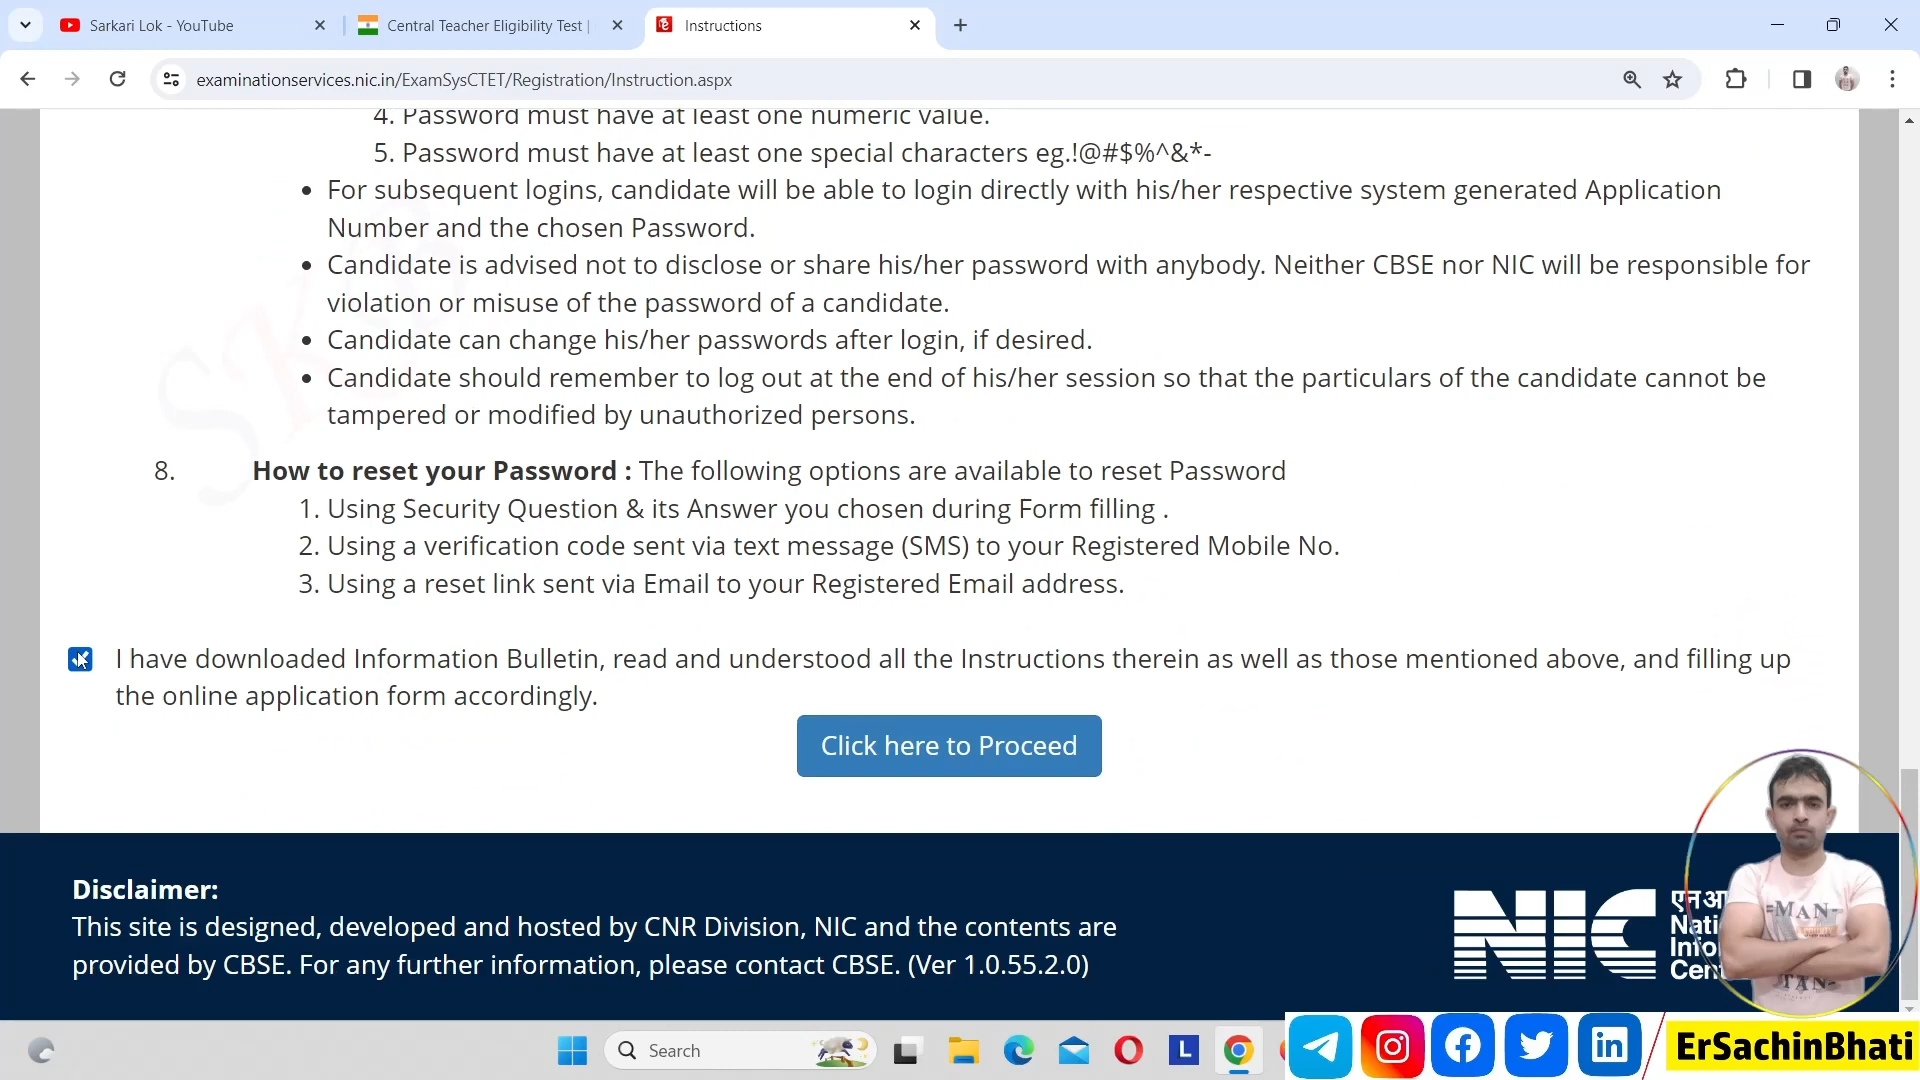 Sarkari Lok - YouTube
Central Teacher Eligibility Test |
Instructions
examinationservices.nic.in/ExamSysCTET/Registration/Instruction.aspx
4. Password must have at least one numeric value.
5. Password must have at least one special characters eg.!@#$%^&*-
• For subsequent logins, candidate will be able to login directly with his/her respective system generated Application
Number and the chosen Password.
• Candidate is advised not to disclose or share his/her password with anybody. Neither CBSE nor NIC will be responsible for
violation or misuse of the password of a candidate.
• Candidate can change his/her passwords after login, if desired.
• Candidate should remember to log out at the end of his/her session so that the particulars of the candidate cannot be
tampered or modified by unauthorized persons.
8. How to reset your Password : The following options are available to reset Password
1. Using Security Question & its Answer you chosen during Form filling .
2. Using a verification code sent via text message (SMS) to your Registered Mobile No.
3. Using a reset link sent via Email to your Registered Email address.
I have downloaded Information Bulletin, read and understood all the Instructions therein as well as those mentioned above, and filling up
the online application form accordingly.
Click here to Proceed
Disclaimer:
This site is designed, developed and hosted by CNR Division, NIC and the contents are
provided by CBSE. For any further information, please contact CBSE. (Ver 1.0.55.2.0)
NIC
MAN
TAN
Search
L
in
ErSachinBhati